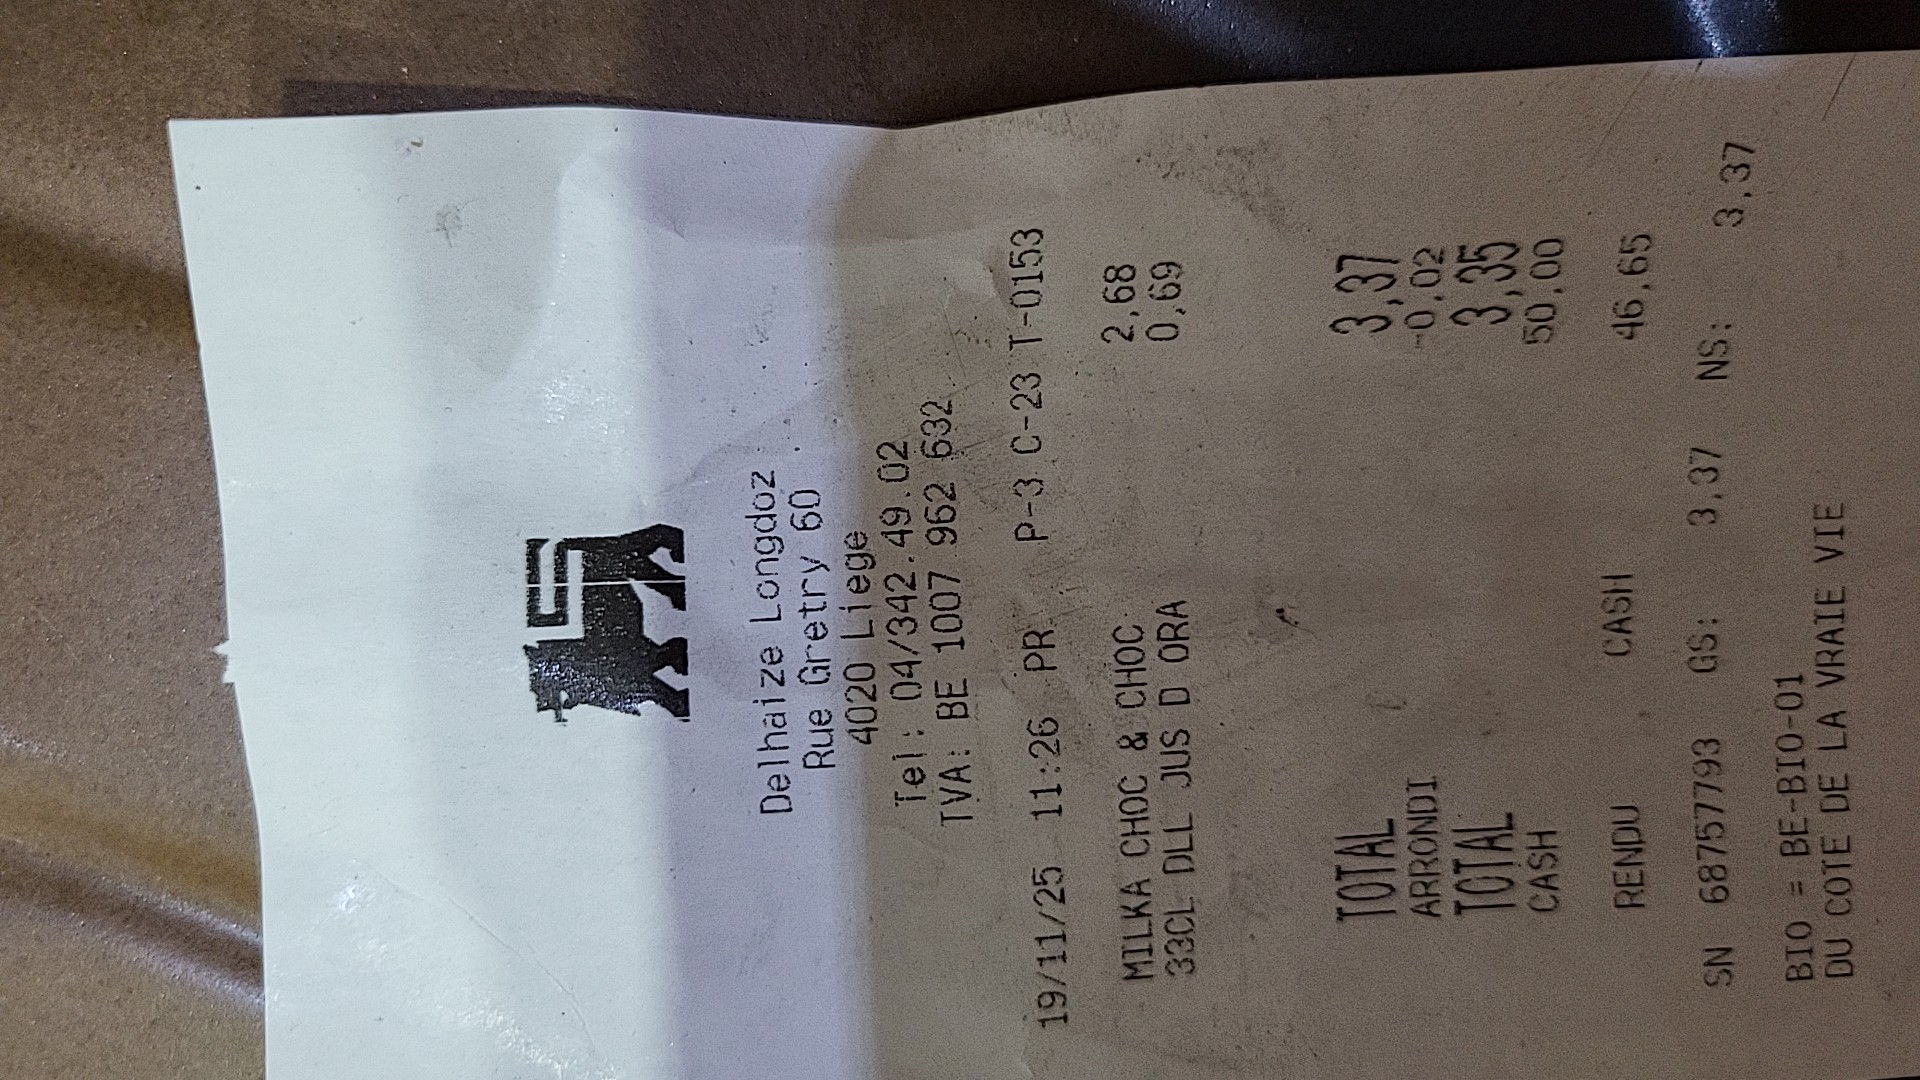 Delhaize Longdoz
Rue Gretry 60
4020 Liege
Tel: 04/342.49.02
TVA: BE 1007 962 632
19/11/25 11:26 PR P-3 C-23 T-0153
MILKA CHOC & CHOC 2,68
33CL DLL JUS D ORA 0,69
TOTAL 3,37
ARRONDI -0,02
TOTAL 3,35
CASH 50,00
RENDU CASH 46,65
SN 68757793 GS: 3,37 NS: 3,37
BIO = BE-BIO-01
DU COTE DE LA VRAIE VIE